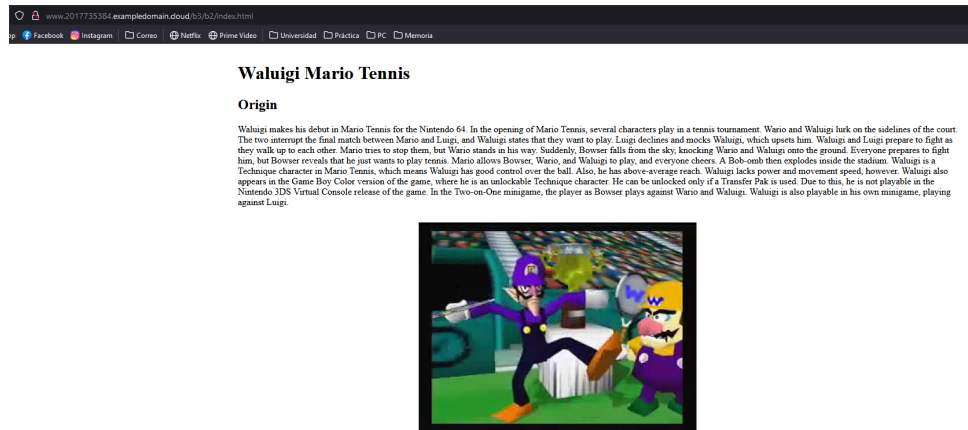 www.2017735384.exampledomain.cloud/b3/b2/index.html
op Facebook Instagram Correo Netflix Prime Video Universidad Práctica PC Memoria
Waluigi Mario Tennis
Origin
Waluigi makes his debut in Mario Tennis for the Nintendo 64. In the opening of Mario Tennis, several characters play in a tennis tournament. Wario and Waluigi lurk on the sidelines of the court.
The two interrupt the final match between Mario and Luigi, and Waluigi states that they want to play. Luigi declines and mocks Waluigi, which upsets him. Waluigi and Luigi prepare to fight as
they walk up to each other. Mario tries to stop them, but Wario stands in his way. Suddenly, Bowser falls from the sky, knocking Wario and Waluigi onto the ground. Everyone prepares to fight
him, but Bowser reveals that he just wants to play tennis. Mario allows Bowser, Wario, and Waluigi to play, and everyone cheers. A Bob-omb then explodes inside the stadium. Waluigi is a
Technique character in Mario Tennis, which means Waluigi has good control over the ball. Also, he has above-average reach. Waluigi lacks power and movement speed, however. Waluigi also
appears in the Game Boy Color version of the game, where he is an unlockable Technique character. He can be unlocked only if a Transfer Pak is used. Due to this, he is not playable in the
Nintendo 3DS Virtual Console release of the game. In the Two-on-One minigame, the player as Bowser plays against Wario and Waluigi. Waluigi is also playable in his own minigame, playing
against Luigi.
W
W